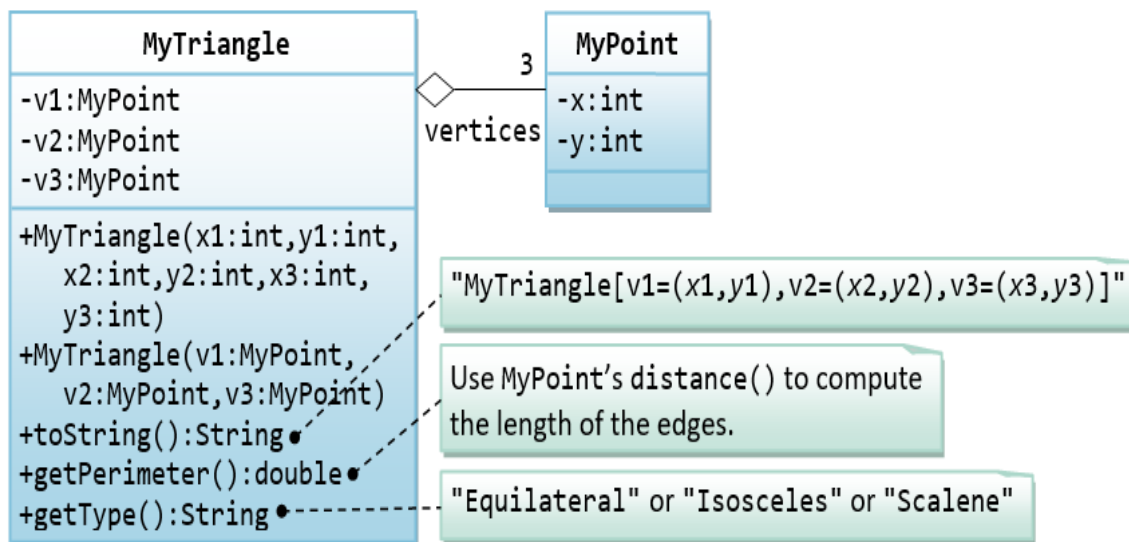 MyTriangle
-v1:MyPoint
-v2:MyPoint
-v3:MyPoint
+MyTriangle(x1:int,y1:int,
x2:int,y2:int,x3:int,
y3:int)
+MyTriangle(v1:MyPoint,
v2:MyPoint,v3:MyPoint)
+toString():String
+getPerimeter():double
+getType():String
3
vertices
MyPoint
-x:int
-y:int
"MyTriangle[v1=(x1,y1),v2=(x2,y2),v3=(x3,y3)]"
Use MyPoint’s distance() to compute
the length of the edges.
"Equilateral" or "Isosceles" or "Scalene"